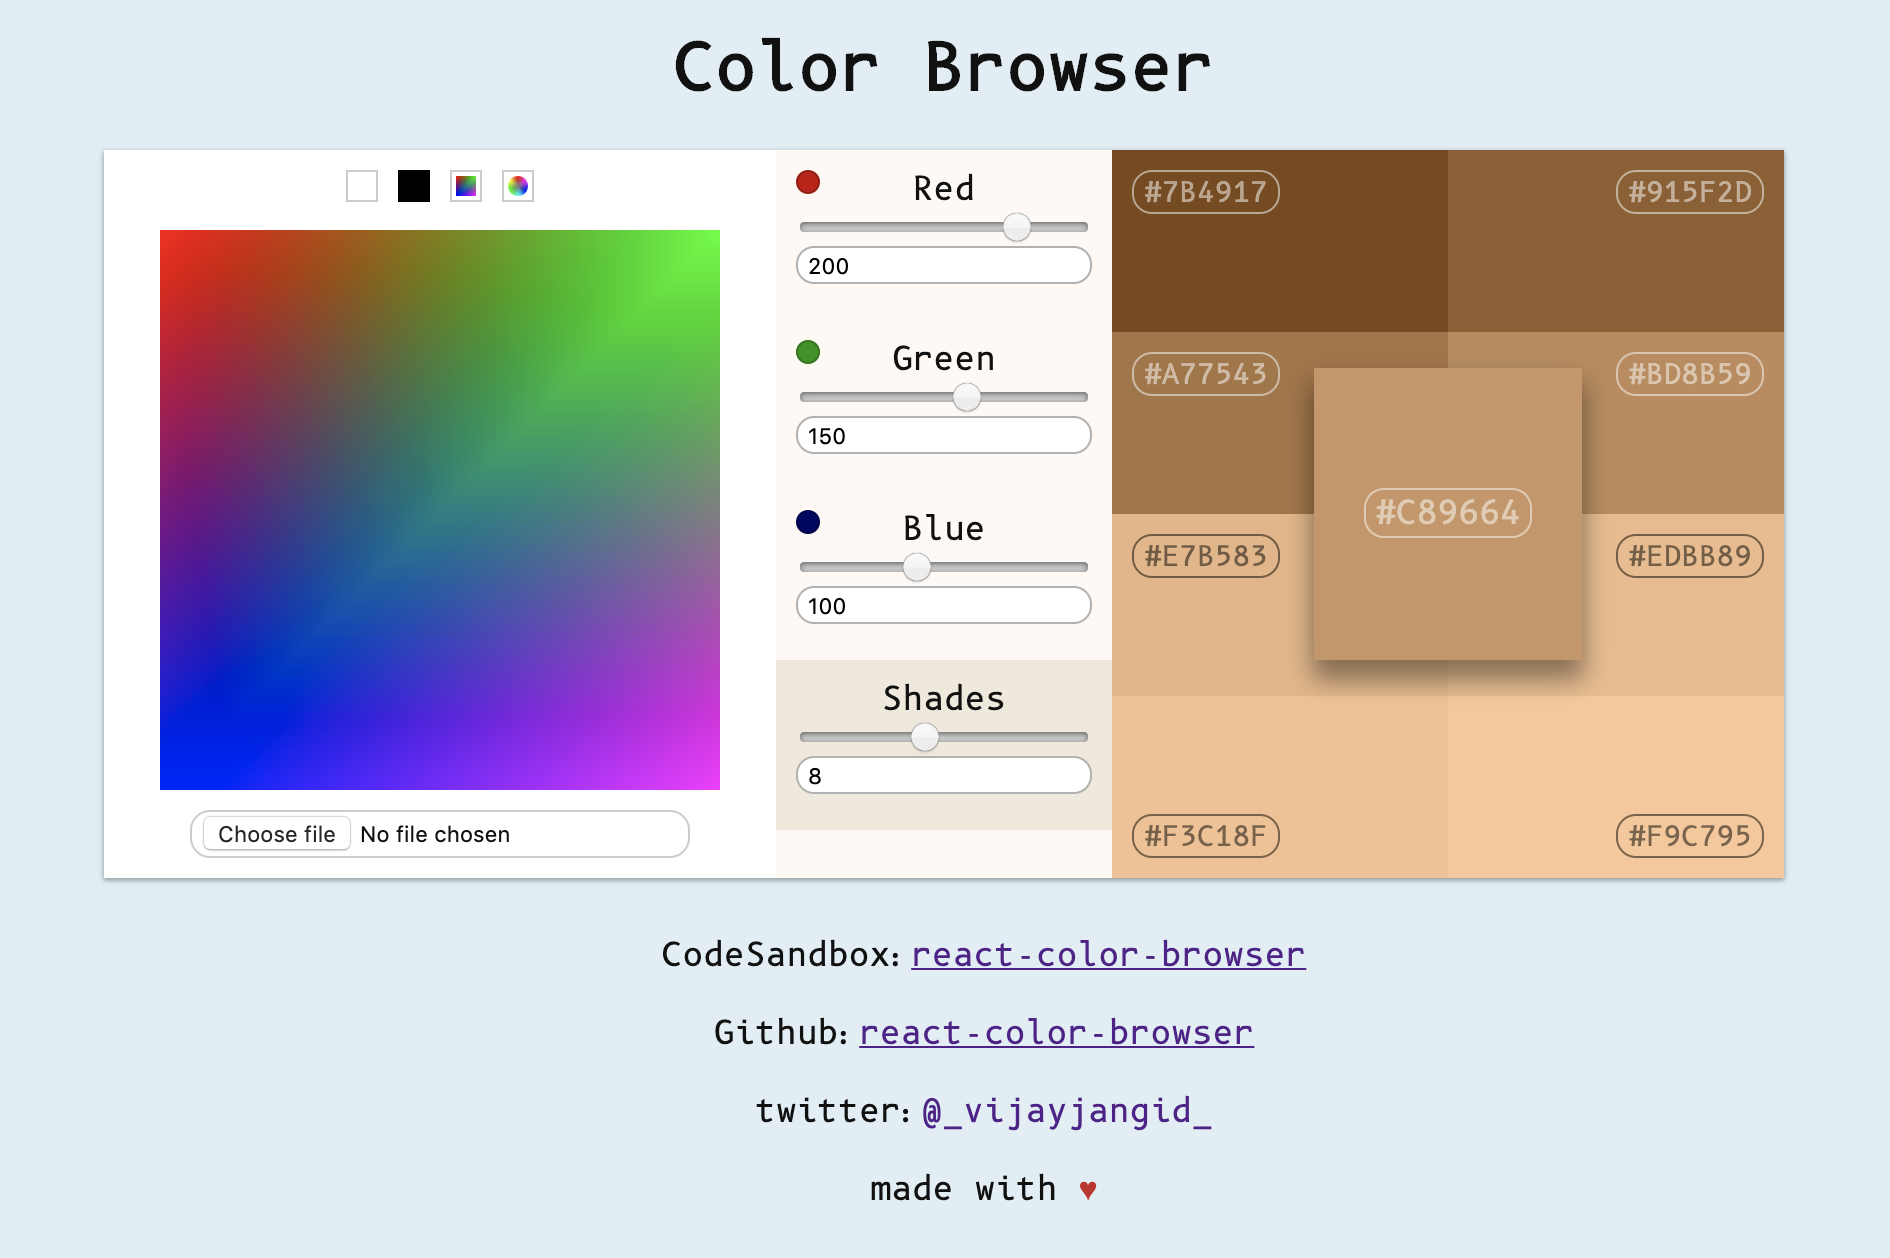 Color Browser
Red
200
Green
150
Blue
100
Shades
8
Choose file No file chosen
#7B4917 #915F2D
#A77543 #BD8B59
#C89664
#E7B583 #EDBB89
#F3C18F #F9C795
CodeSandbox: react-color-browser
Github: react-color-browser
twitter: @_vijayjangid_
made with ♥